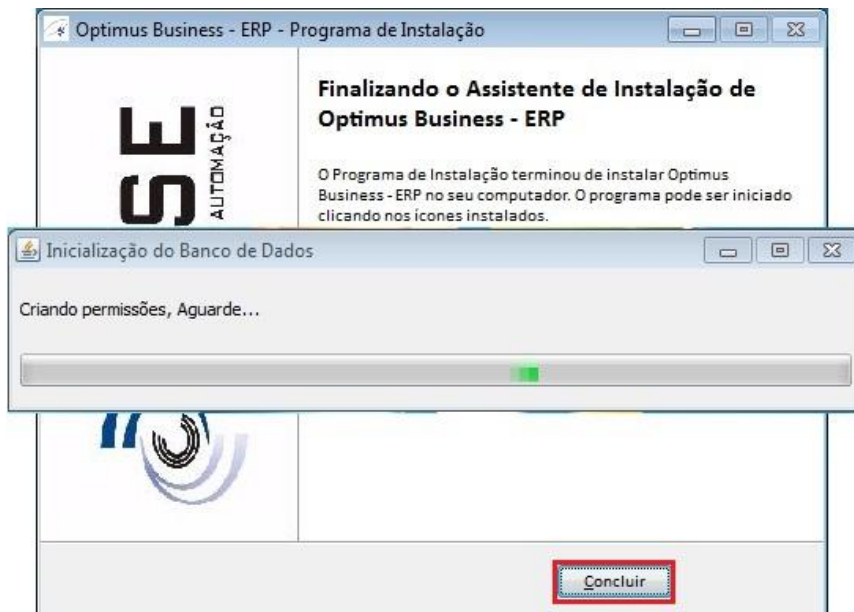 Optimus Business - ERP - Programa de Instalação
SE
AUTOMAÇÃO
Finalizando o Assistente de Instalação de
Optimus Business - ERP
O Programa de Instalação terminou de instalar Optimus
Business - ERP no seu computador. O programa pode ser iniciado
clicando nos ícones instalados.
Inicialização do Banco de Dados
Criando permissões, Aguarde...
Concluir